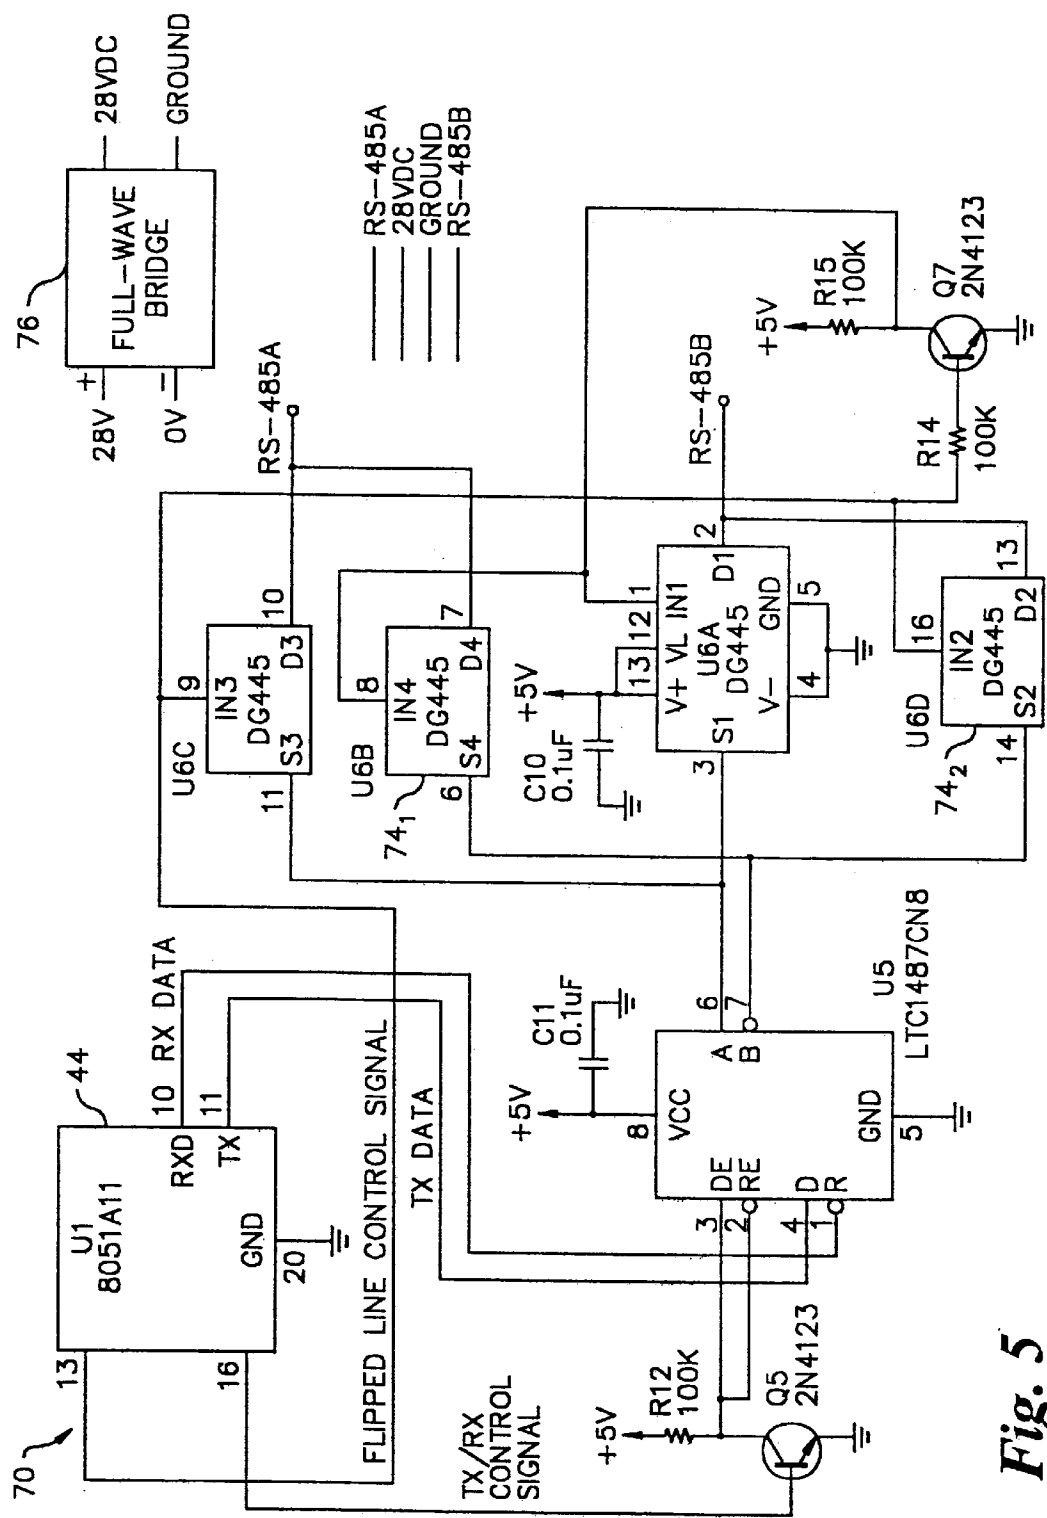 70
13
16
U1
8051A11
44
RXD
TX
GND
20
10
RX DATA
11
FLIPPED LINE CONTROL SIGNAL
TX DATA
TX/RX
CONTROL
SIGNAL
+5V
R12
100K
Q5
2N4123
3
2
4
1
DE
RE
D
R
VCC
8
GND
5
A
B
6
7
U5
LTC1487CN8
+5V
C11
0.1uF
U6C
9
IN3
DG445
S3
D3
11
10
RS-485A
U6B
8
IN4
DG445
S4
D4
6
7
74₁
+5V
C10
0.1uF
13
12
1
V+
VL
IN1
U6A
DG445
S1
D1
3
2
V-
GND
4
5
RS-485B
U6D
16
IN2
DG445
S2
D2
14
13
74₂
+5V
R15
100K
R14
100K
Q7
2N4123
76
28V
+
0V
-
FULL-WAVE
BRIDGE
28VDC
GROUND
RS-485A
28VDC
GROUND
RS-485B
Fig. 5